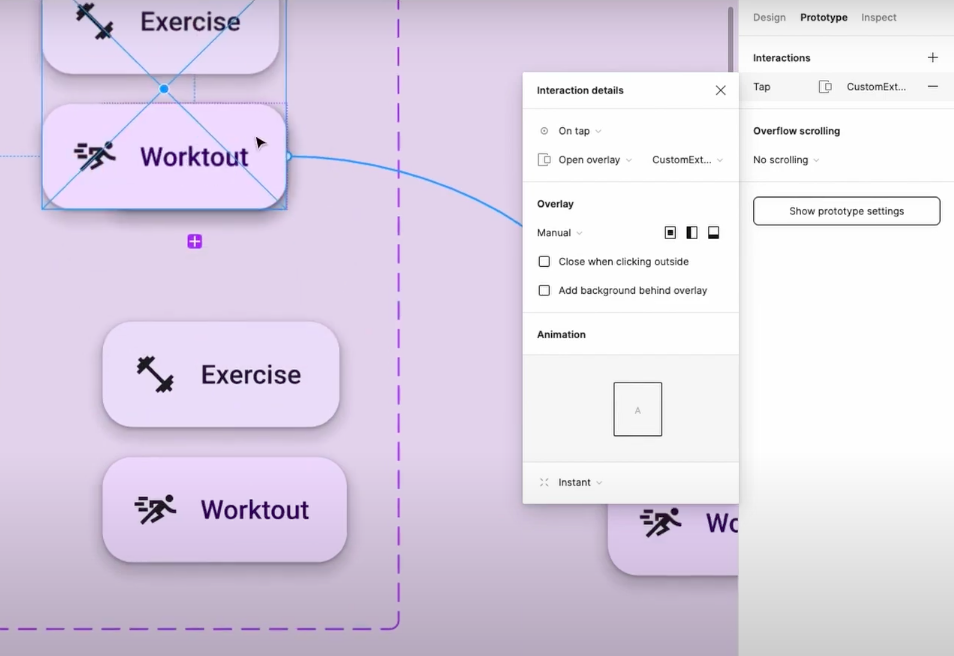 Exercise
Worktout
Exercise
Worktout
Wo
Interaction details
On tap
Open overlay CustomExt...
Overlay
Manual
Close when clicking outside
Add background behind overlay
Animation
A
Instant
Design Prototype Inspect
Interactions
Tap CustomExt...
Overflow scrolling
No scrolling
Show prototype settings